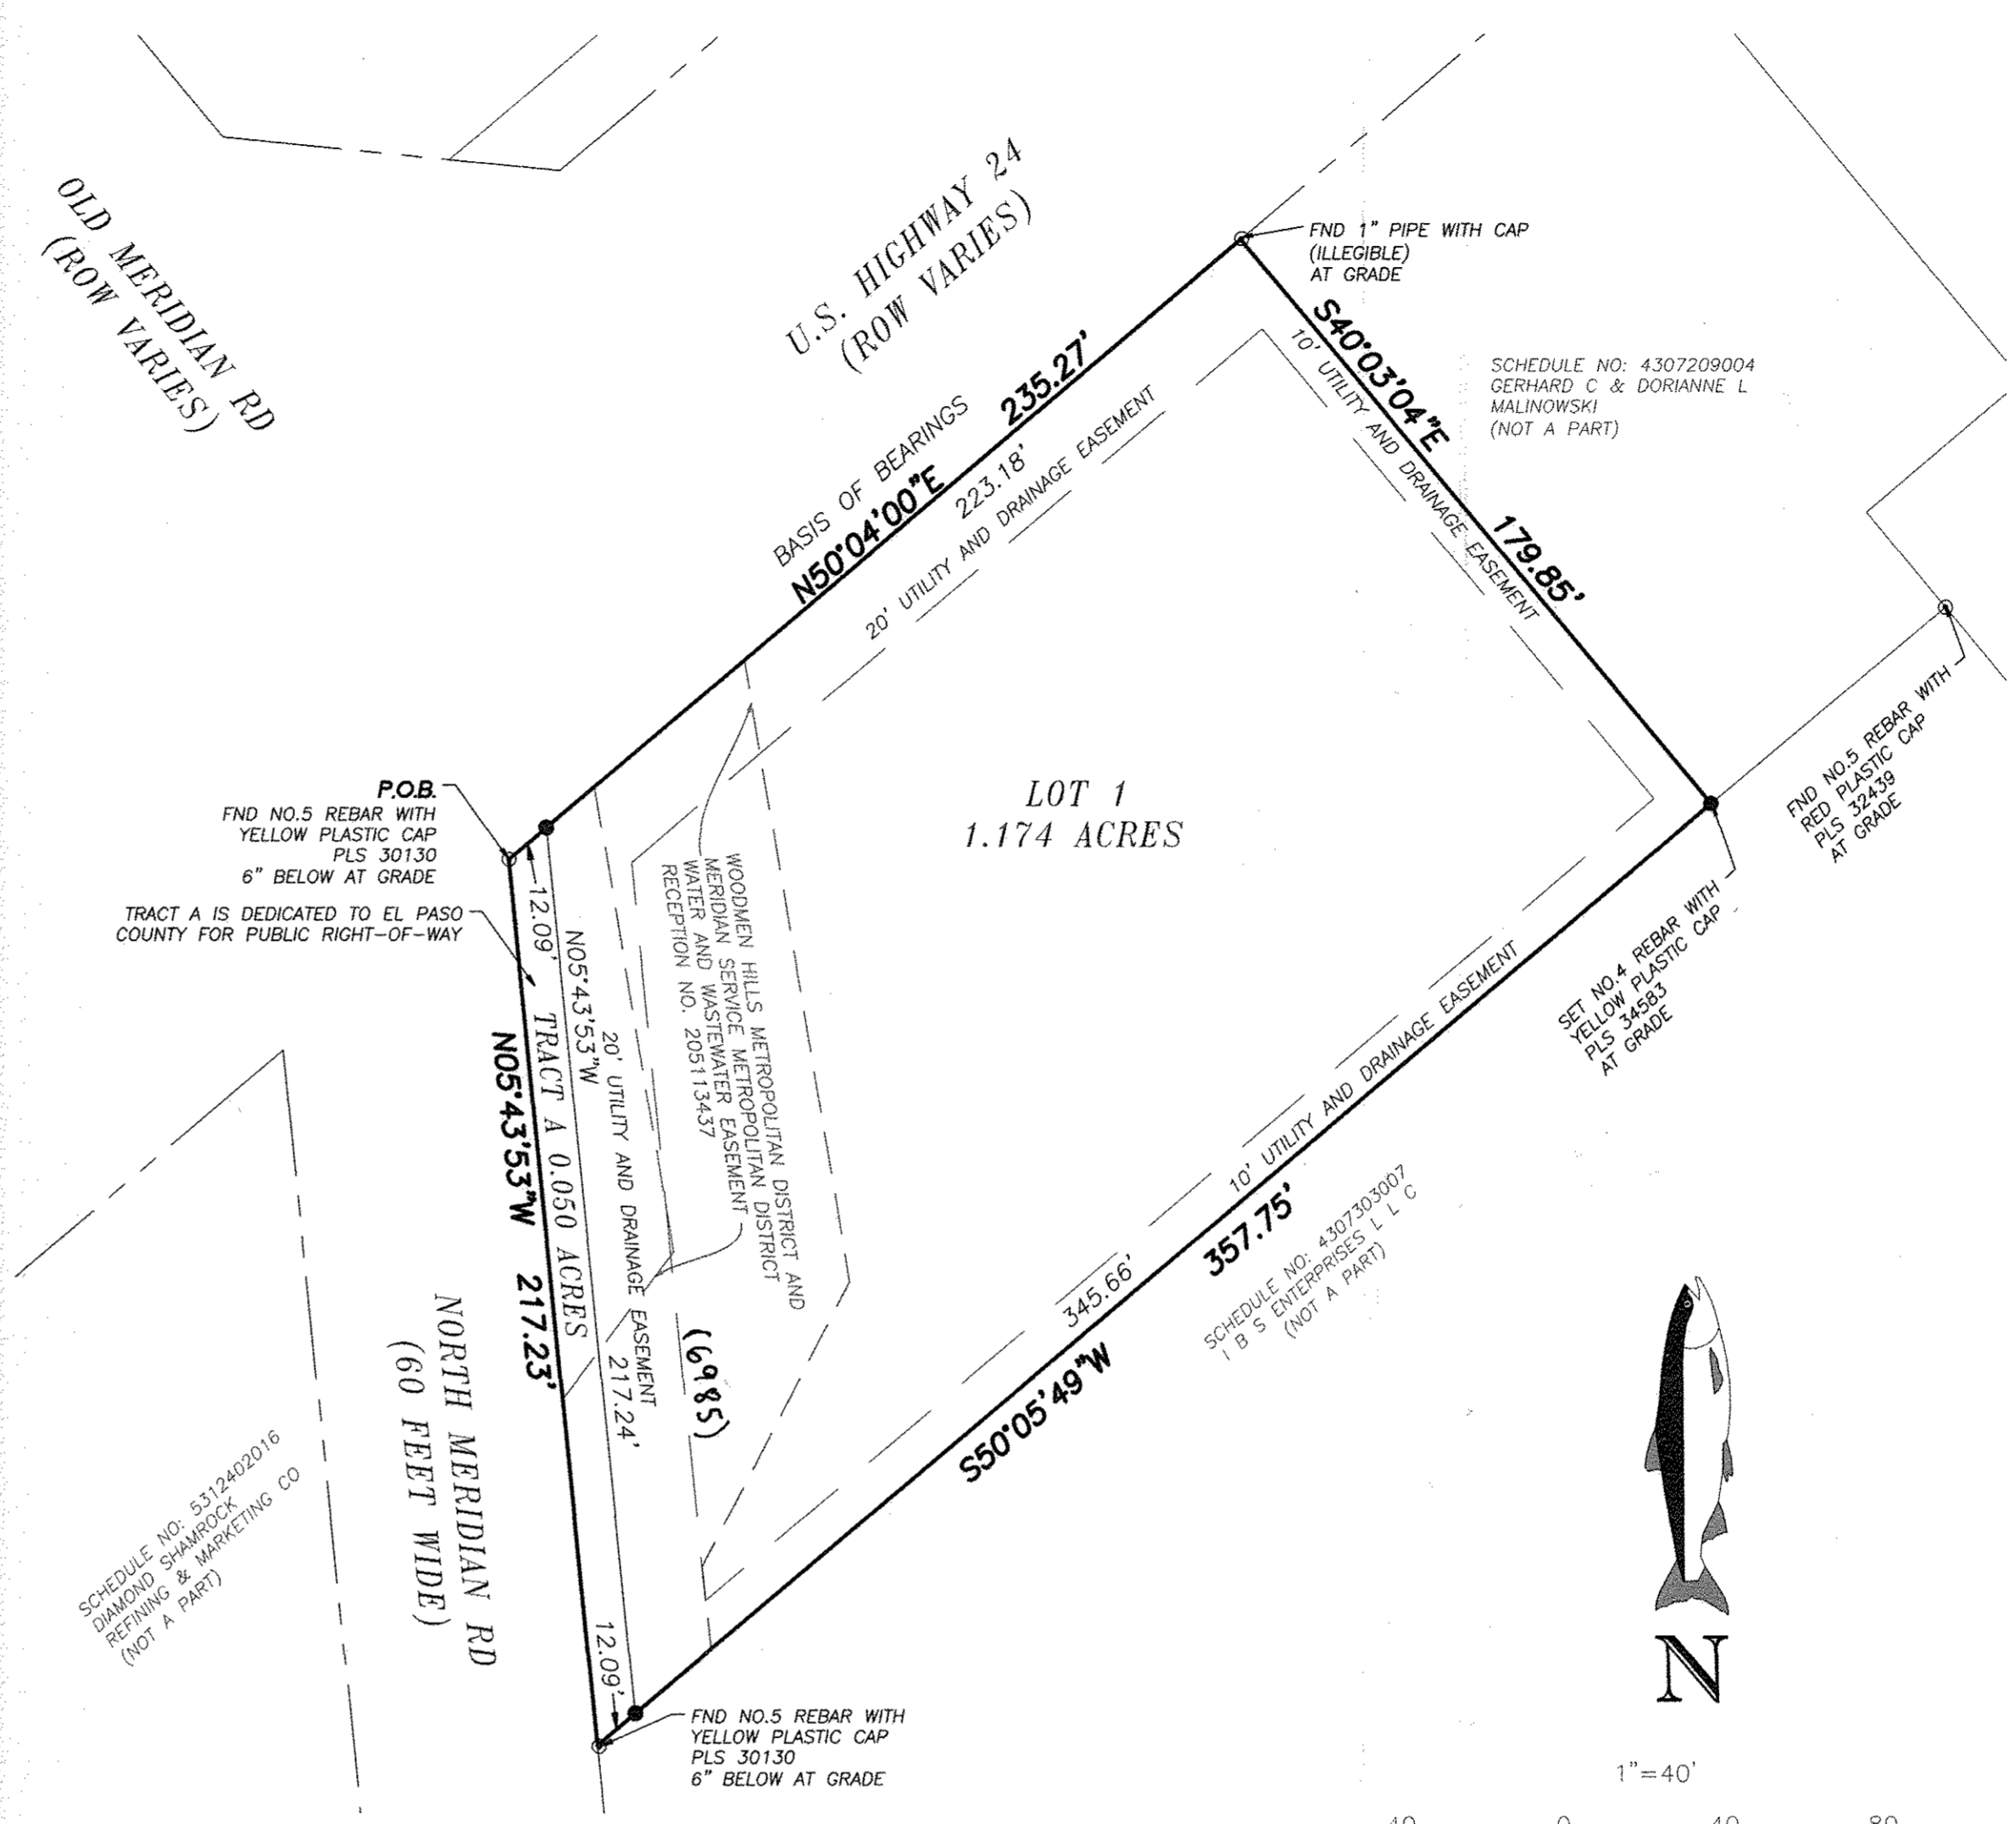 OLD MERIDIAN RD
(ROW VARIES)
U.S. HIGHWAY 24
(ROW VARIES)
FND 1" PIPE WITH CAP
(ILLEGIBLE)
AT GRADE
S40°03'04"E
179.85'
10' UTILITY AND DRAINAGE EASEMENT
SCHEDULE NO: 4307209004
GERHARD C & DORIANNE L
MALINOWSKI
(NOT A PART)
BASIS OF BEARINGS
N50°04'00"E
235.27'
223.18'
20' UTILITY AND DRAINAGE EASEMENT
FND NO.5 REBAR WITH
RED PLASTIC CAP
PLS 32439
AT GRADE
P.O.B.
FND NO.5 REBAR WITH
YELLOW PLASTIC CAP
PLS 30130
6" BELOW AT GRADE
TRACT A IS DEDICATED TO EL PASO
COUNTY FOR PUBLIC RIGHT-OF-WAY
LOT 1
1.174 ACRES
SET NO.4 REBAR WITH
YELLOW PLASTIC CAP
PLS 34583
AT GRADE
WOODMEN HILLS METROPOLITAN DISTRICT AND
MERIDIAN SERVICE METROPOLITAN DISTRICT
WATER AND WASTEWATER EASEMENT
RECEPTION NO. 205113437
12.09'
N05°43'53"W
20' UTILITY AND DRAINAGE EASEMENT
217.24'
TRACT A 0.050 ACRES
N05°43'53"W 217.23'
(6985)
10' UTILITY AND DRAINAGE EASEMENT
345.66'
357.75'
S50°05'49"W
SCHEDULE NO: 4307303007
I B S ENTERPRISES L L C
(NOT A PART)
NORTH MERIDIAN RD
(60 FEET WIDE)
SCHEDULE NO: 5312402016
DIAMOND SHAMROCK
REFINING & MARKETING CO
(NOT A PART)
12.09'
FND NO.5 REBAR WITH
YELLOW PLASTIC CAP
PLS 30130
6" BELOW AT GRADE
N
1"=40'
40 0 40 80